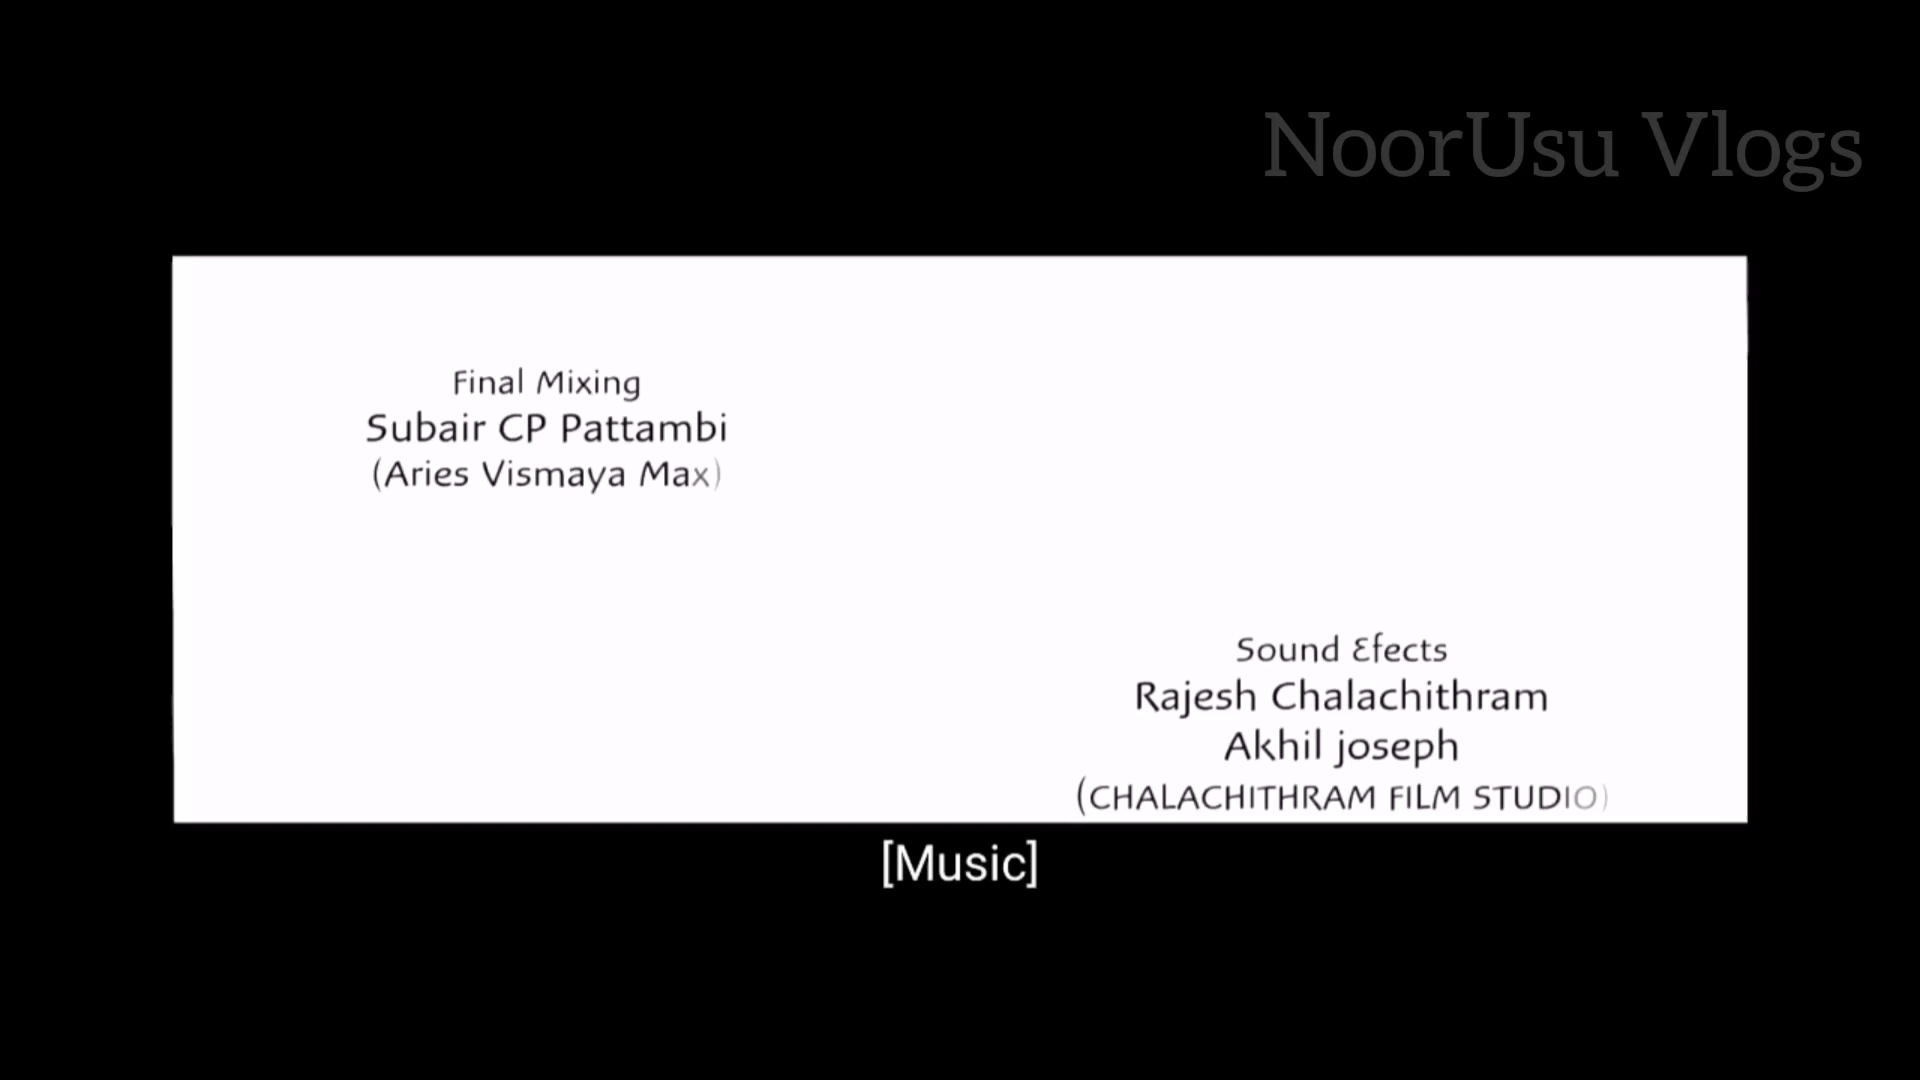 NoorUsu Vlogs
Final Mixing
Subair CP Pattambi
(Aries Vismaya Max)
Sound Efects
Rajesh Chalachithram
Akhil joseph
(CHALACHITHRAM FILM STUDIO)
[Music]